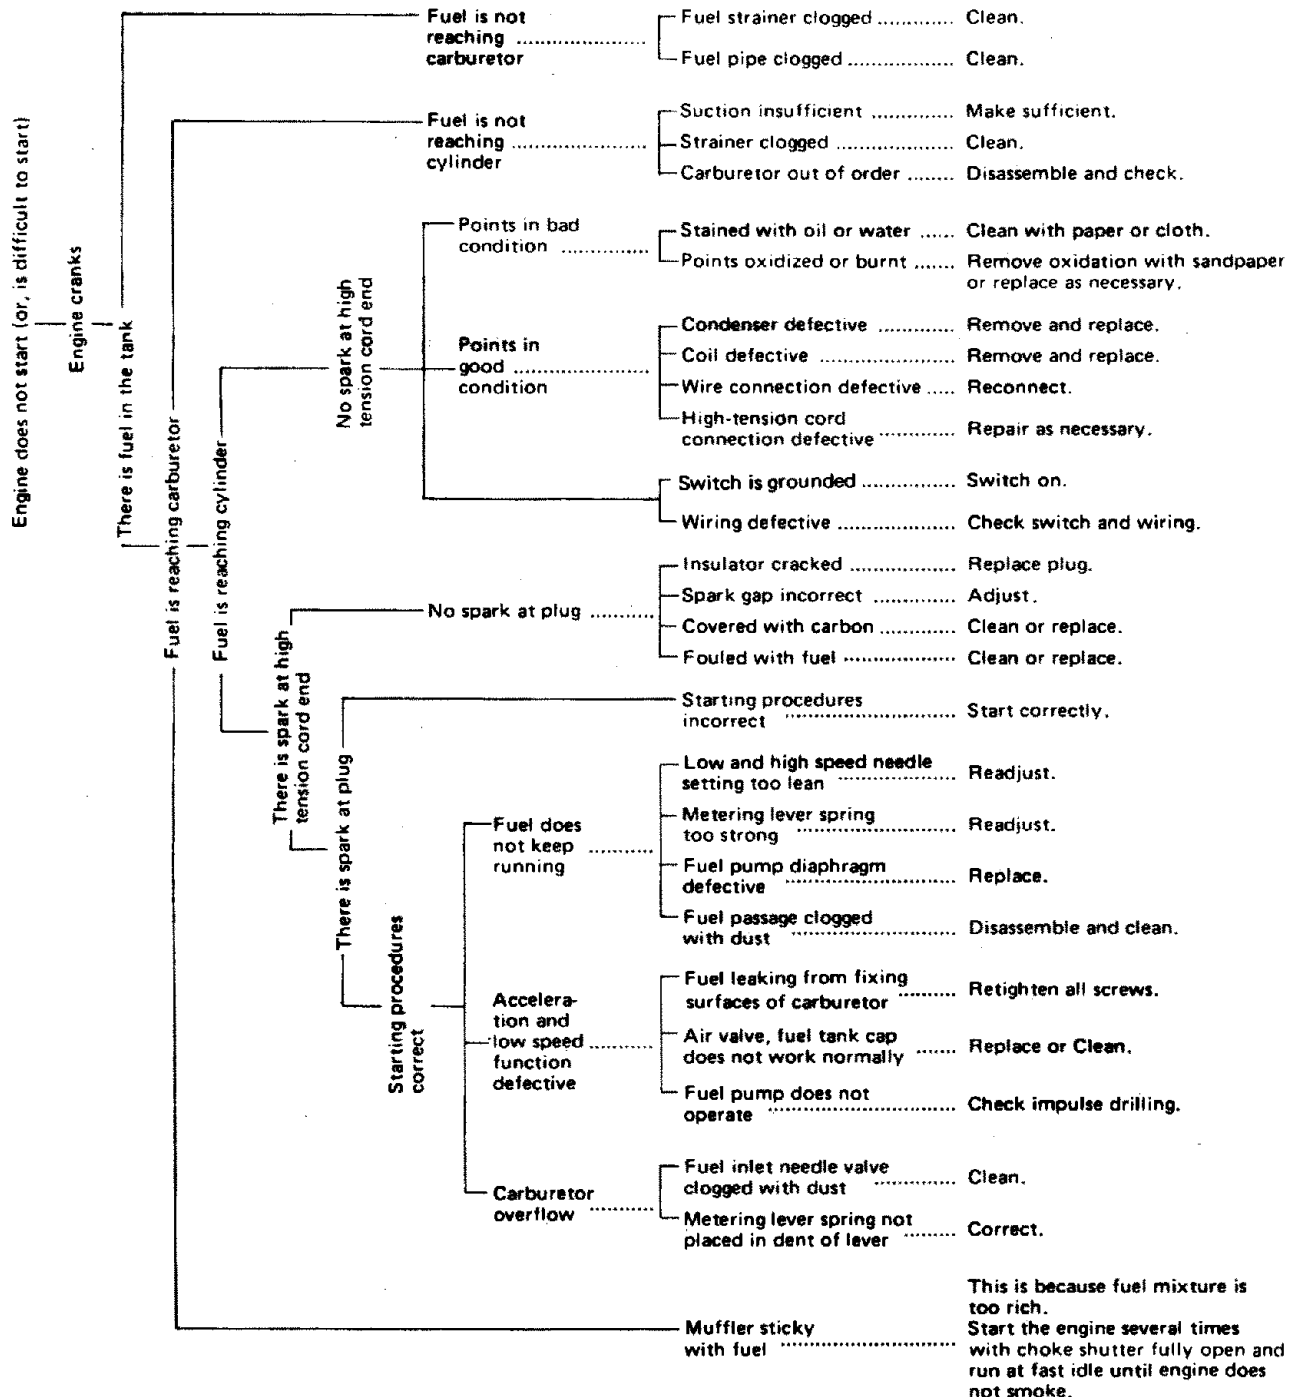 Engine does not start (or, is difficult to start)
Engine cranks
There is fuel in the tank
Fuel is not
reaching ..............................
carburetor
Fuel strainer clogged ............ Clean.
Fuel pipe clogged ................. Clean.
Fuel is reaching carburetor
Fuel is not
reaching ...........................
cylinder
Suction insufficient ............. Make sufficient.
Strainer clogged ................... Clean.
Carburetor out of order ........ Disassemble and check.
Fuel is reaching cylinder
No spark at high
tension cord end
Points in bad
condition ..............
Stained with oil or water ...... Clean with paper or cloth.
Points oxidized or burnt ....... Remove oxidation with sandpaper
or replace as necessary.
Points in
good ......................
condition
Condenser defective ............. Remove and replace.
Coil defective ..................... Remove and replace.
Wire connection defective ..... Reconnect.
High-tension cord
connection defective ............ Repair as necessary.
Switch is grounded ............... Switch on.
Wiring defective ................... Check switch and wiring.
There is spark at high
tension cord end
No spark at plug ..........
Insulator cracked ................. Replace plug.
Spark gap incorrect ............. Adjust.
Covered with carbon ............ Clean or replace.
Fouled with fuel ................... Clean or replace.
There is spark at plug
Starting procedures
incorrect ............................ Start correctly.
Starting procedures
correct
Fuel does
not keep ..........
running
Low and high speed needle
setting too lean ................... Readjust.
Metering lever spring
too strong ......................... Readjust.
Fuel pump diaphragm
defective ............................ Replace.
Fuel passage clogged
with dust ........................... Disassemble and clean.
Accelera-
tion and
low speed ..........
function
defective
Fuel leaking from fixing
surfaces of carburetor ......... Retighten all screws.
Air valve, fuel tank cap
does not work normally ...... Replace or Clean.
Fuel pump does not
operate .............................. Check impulse drilling.
Carburetor
overflow ..........
Fuel inlet needle valve
clogged with dust .............. Clean.
Metering lever spring not
placed in dent of lever ........ Correct.
Muffler sticky
with fuel ............................
This is because fuel mixture is
too rich.
Start the engine several times
with choke shutter fully open and
run at fast idle until engine does
not smoke.